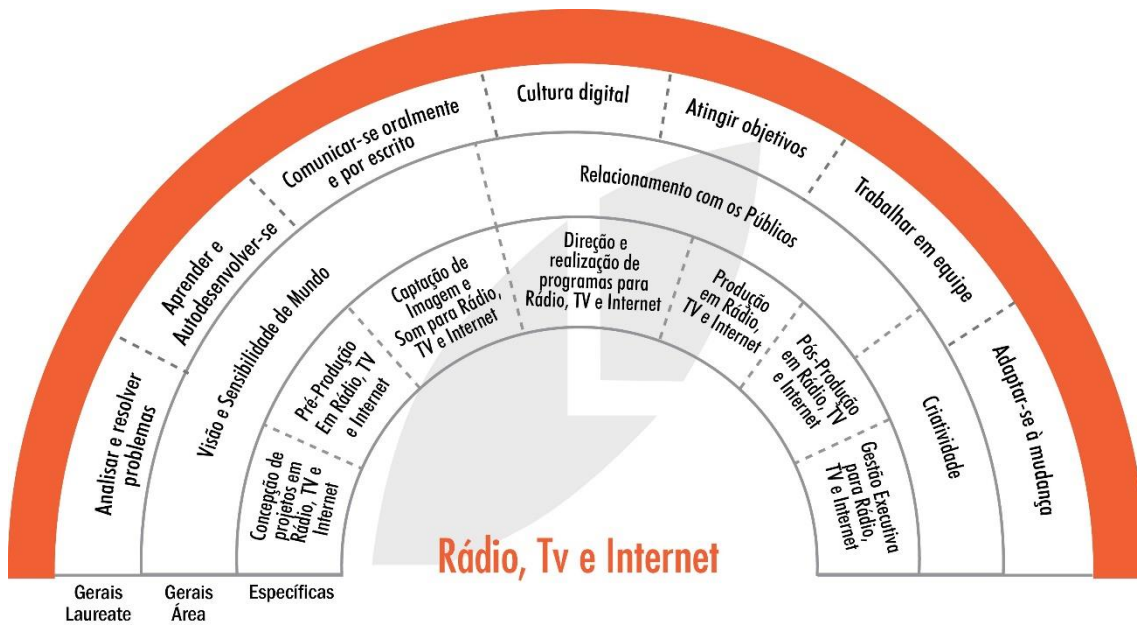 Analisar e resolver
problemas
Aprender e
Autodesenvolver-se
Comunicar-se oralmente
e por escrito
Cultura digital
Atingir objetivos
Trabalhar em equipe
Adaptar-se à mudança
Visão e Sensibilidade de Mundo
Relacionamento com os Públicos
Criatividade
Concepção de
projetos em
Rádio, TV e
Internet
Pré-Produção
Em Rádio, TV
e Internet
Captação de
Imagem e
Som para Rádio,
TV e Internet
Direção e
realização de
programas para
Rádio, TV e Internet
Produção
em Rádio,
TV e Internet
Pós-Produção
em Rádio, TV
e Internet
Gestão Executiva
para Rádio,
TV e Internet
Rádio, Tv e Internet
Gerais
Laureate
Gerais
Área
Específicas